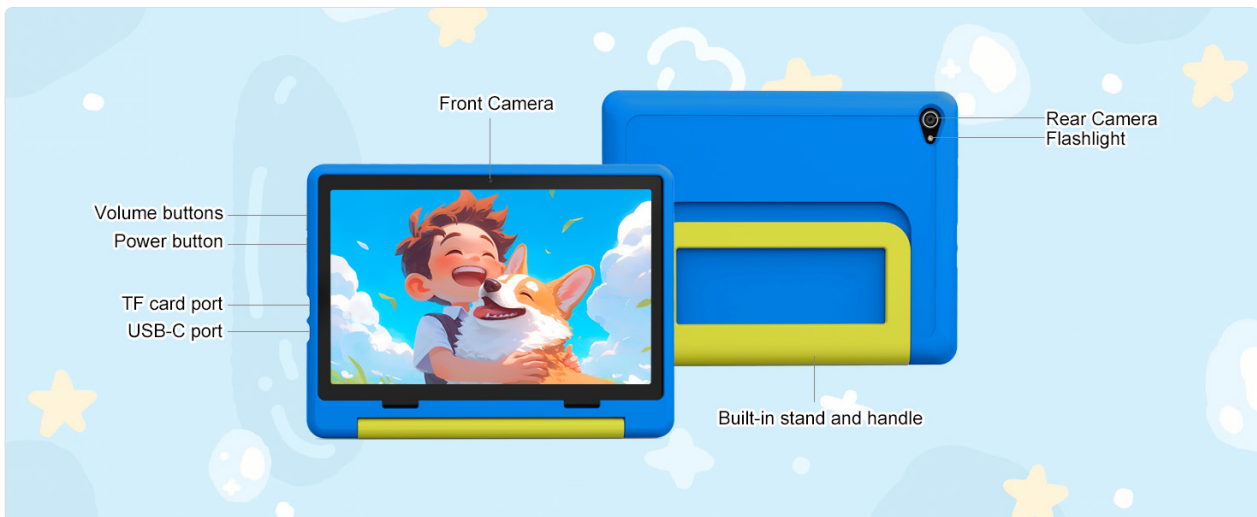 Front Camera
Rear Camera
Flashlight
Volume buttons
Power button
TF card port
USB-C port
Built-in stand and handle